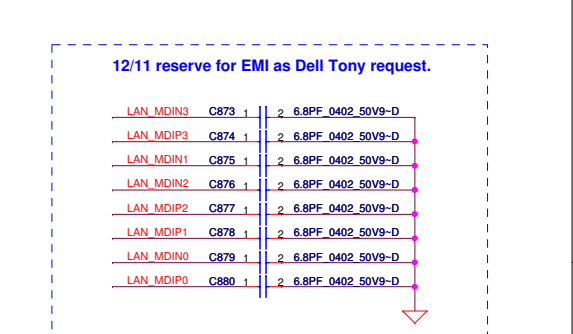 12/11 reserve for EMI as Dell Tony request.
LAN_MDIN3 C873 1 2 6.8PF_0402_50V9~D
LAN_MDIP3 C874 1 2 6.8PF_0402_50V9~D
LAN_MDIN1 C875 1 2 6.8PF_0402_50V9~D
LAN_MDIN2 C876 1 2 6.8PF_0402_50V9~D
LAN_MDIP2 C877 1 2 6.8PF_0402_50V9~D
LAN_MDIP1 C878 1 2 6.8PF_0402_50V9~D
LAN_MDIN0 C879 1 2 6.8PF_0402_50V9~D
LAN_MDIP0 C880 1 2 6.8PF_0402_50V9~D